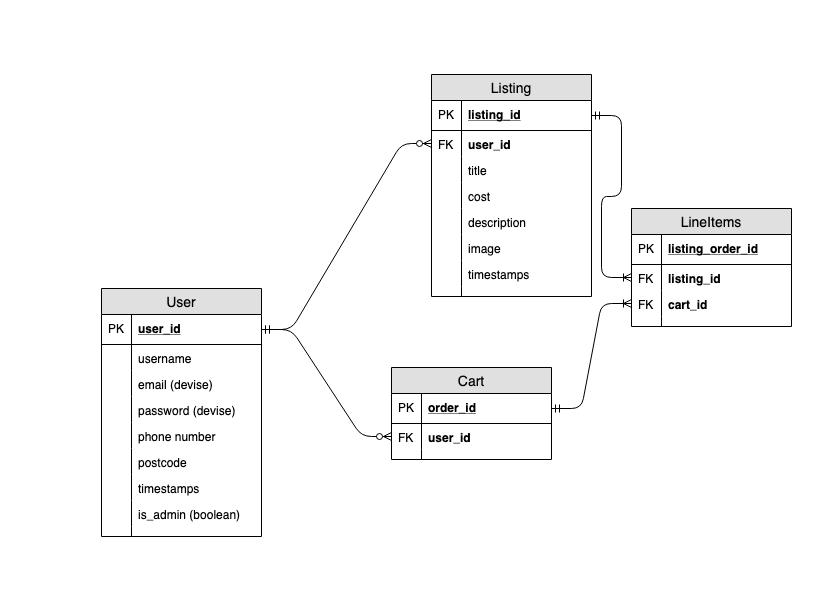 Listing
PK listing_id
FK user_id
title
cost
description
image
timestamps
LineItems
PK listing_order_id
FK listing_id
FK cart_id
User
PK user_id
username
email (devise)
password (devise)
phone number
postcode
timestamps
is_admin (boolean)
Cart
PK order_id
FK user_id